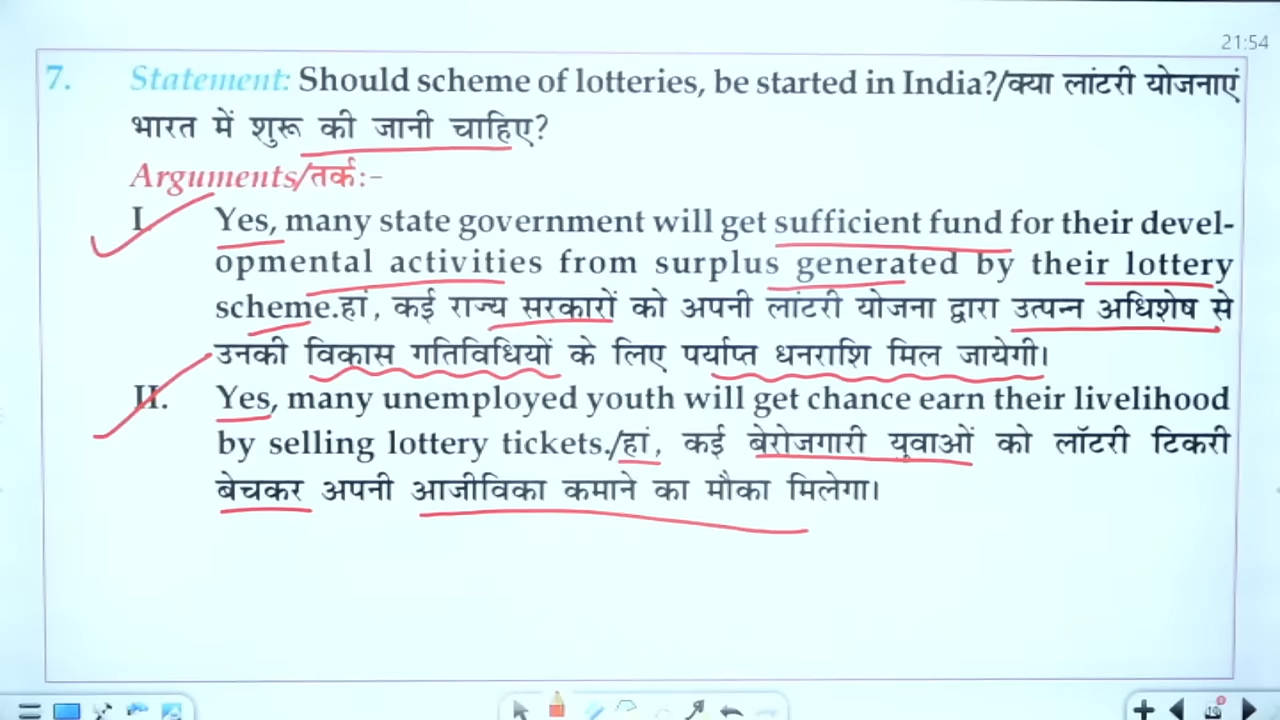 21:54
7. Statement: Should scheme of lotteries, be started in India?/क्या लांटरी योजनाएं
भारत में शुरू की जानी चाहिए?
Arguments/तर्क:-
I. Yes, many state government will get sufficient fund for their devel-
opmental activities from surplus generated by their lottery
scheme.हां, कई राज्य सरकारों को अपनी लांटरी योजना द्वारा उत्पन्न अधिशेष से
उनकी विकास गतिविधियों के लिए पर्याप्त धनराशि मिल जायेगी।
II. Yes, many unemployed youth will get chance earn their livelihood
by selling lottery tickets./हां, कई बेरोजगारी युवाओं को लॉटरी टिकरी
बेचकर अपनी आजीविका कमाने का मौका मिलेगा।